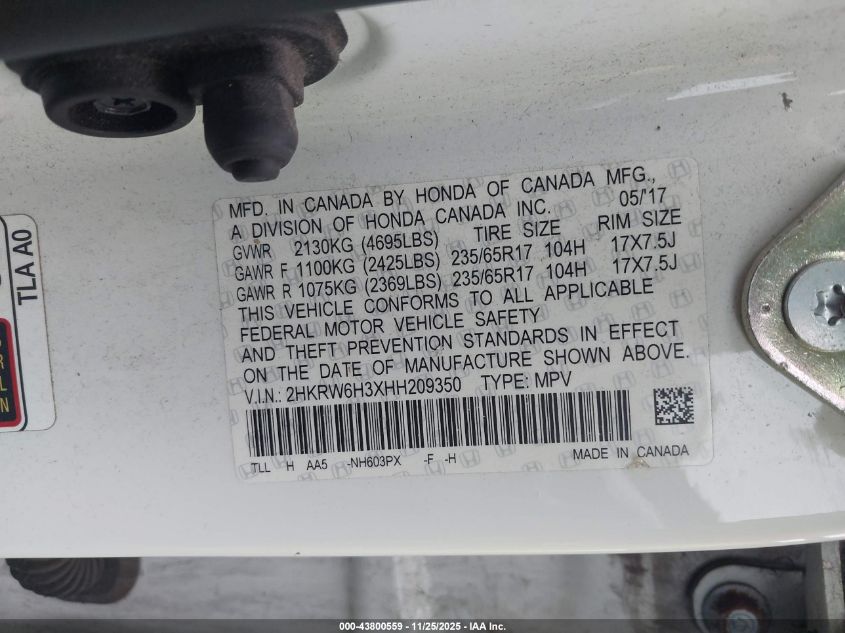 MFD. IN CANADA BY HONDA OF CANADA MFG.,
A DIVISION OF HONDA CANADA INC. 05/'17
GVWR 2130KG (4695LBS) TIRE SIZE RIM SIZE
GAWR F 1100KG (2425LBS) 235/65R17 104H 17X7.5J
GAWR R 1075KG (2369LBS) 235/65R17 104H 17X7.5J
THIS VEHICLE CONFORMS TO ALL APPLICABLE
FEDERAL MOTOR VEHICLE SAFETY
AND THEFT PREVENTION STANDARDS IN EFFECT
ON THE DATE OF MANUFACTURE SHOWN ABOVE.
V.I.N.: 2HKRW6H3XHH209350 TYPE: MPV
TLL H AA5 -NH603PX -F -H MADE IN CANADA
TLA A0
000-43800559 - 11/25/2025 - IAA Inc.